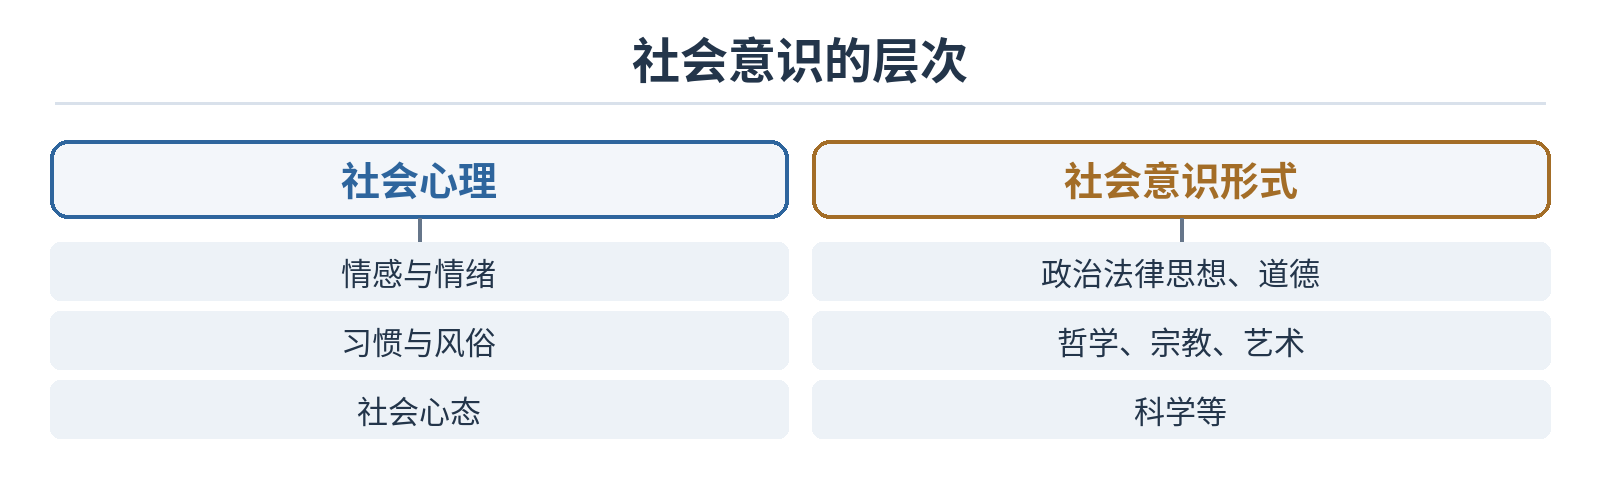 社会意识的层次
社会心理
情感与情绪
习惯与风俗
社会心态
社会意识形式
政治法律思想、道德
哲学、宗教、艺术
科学等